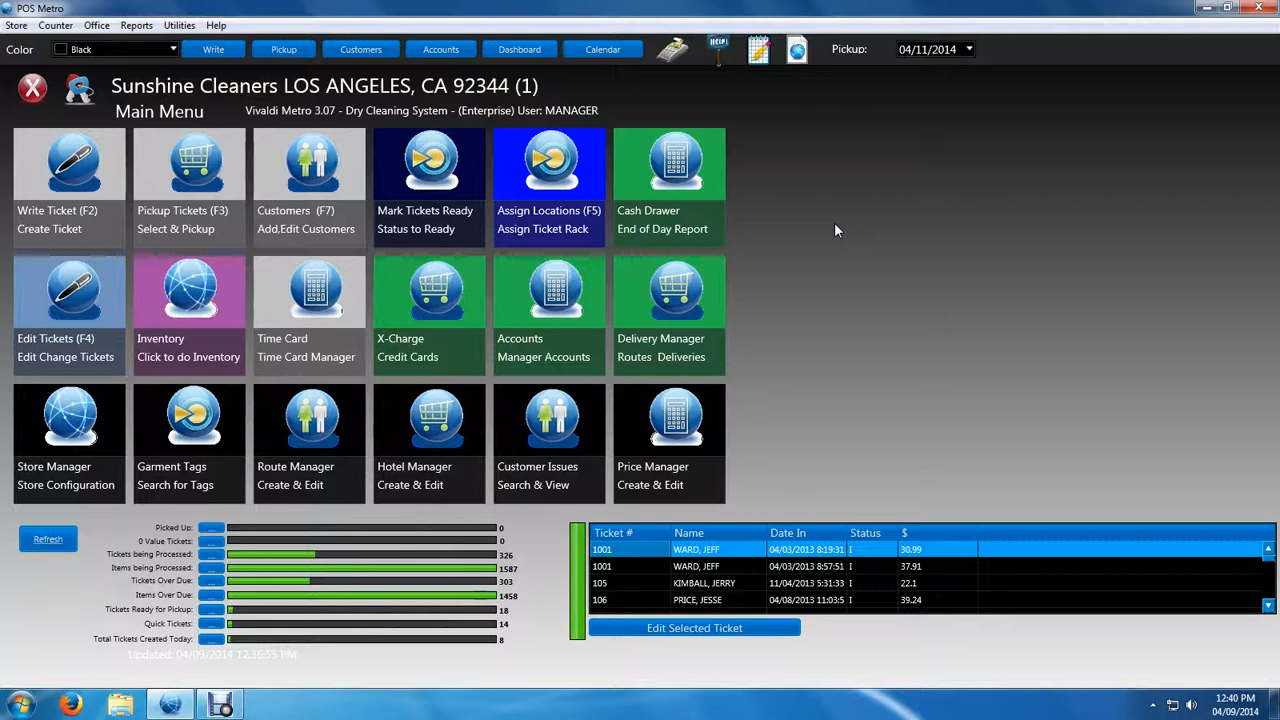 POS Metro
Store Counter Office Reports Utilities Help
Color Black Write Pickup Customers Accounts Dashboard Calendar HELP! Pickup: 04/11/2014
Sunshine Cleaners LOS ANGELES, CA 92344 (1)
Main Menu Vivaldi Metro 3.07 - Dry Cleaning System - (Enterprise) User: MANAGER
Write Ticket (F2) Pickup Tickets (F3) Customers (F7) Mark Tickets Ready Assign Locations (F5) Cash Drawer
Create Ticket Select & Pickup Add,Edit Customers Status to Ready Assign Ticket Rack End of Day Report
Edit Tickets (F4) Inventory Time Card X-Charge Accounts Delivery Manager
Edit Change Tickets Click to do Inventory Time Card Manager Credit Cards Manager Accounts Routes Deliveries
Store Manager Garment Tags Route Manager Hotel Manager Customer Issues Price Manager
Store Configuration Search for Tags Create & Edit Create & Edit Search & View Create & Edit
Refresh
Picked Up: ... 0
0 Value Tickets: ... 0
Tickets being Processed: ... 326
Items being Processed: ... 1587
Tickets Over Due: ... 303
Items Over Due: ... 1458
Tickets Ready for Pickup: ... 18
Quick Tickets: ... 14
Total Tickets Created Today: ... 8
Updated: 04/09/2014 12:36:55 PM
Ticket # Name Date In Status $
1001 WARD, JEFF 04/03/2013 8:19:31 I 30.99
1001 WARD, JEFF 04/03/2013 8:57:51 I 37.91
105 KIMBALL, JERRY 11/04/2013 5:31:33 I 22.1
106 PRICE, JESSE 04/08/2013 11:03:5 I 39.24
Edit Selected Ticket
12:40 PM
04/09/2014